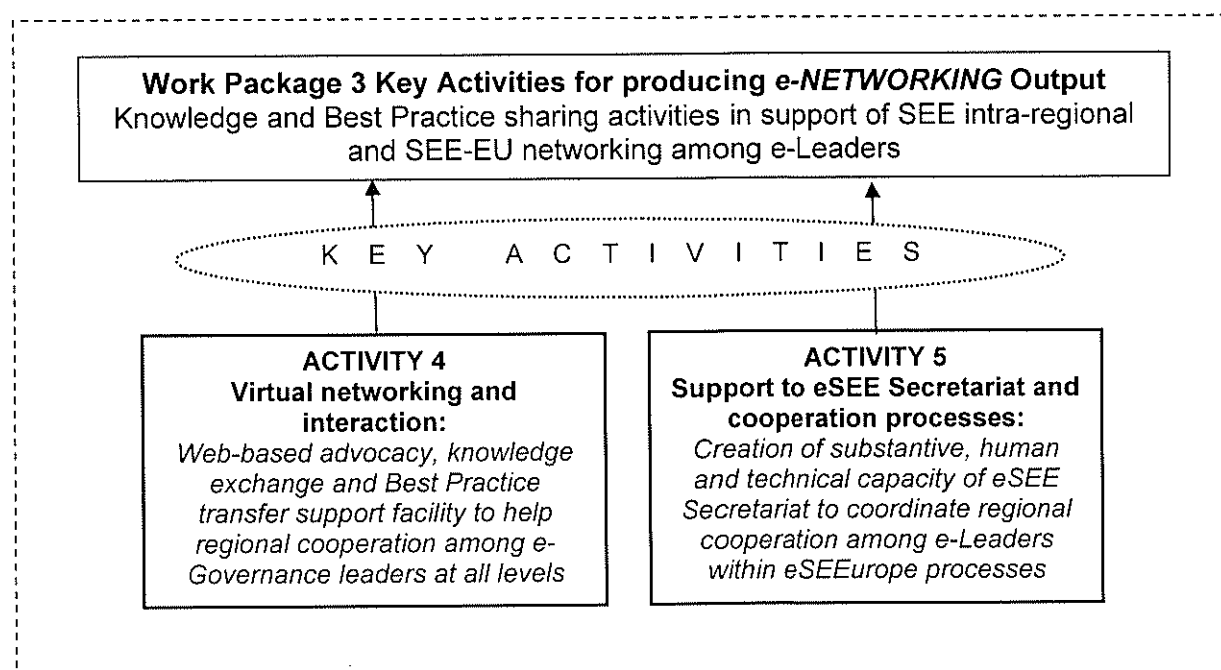 Work Package 3 Key Activities for producing e-NETWORKING Output
Knowledge and Best Practice sharing activities in support of SEE intra-regional
and SEE-EU networking among e-Leaders
K E Y A C T I V I T I E S
ACTIVITY 4
Virtual networking and
interaction:
Web-based advocacy, knowledge
exchange and Best Practice
transfer support facility to help
regional cooperation among e-
Governance leaders at all levels
ACTIVITY 5
Support to eSEE Secretariat and
cooperation processes:
Creation of substantive, human
and technical capacity of eSEE
Secretariat to coordinate regional
cooperation among e-Leaders
within eSEEurope processes